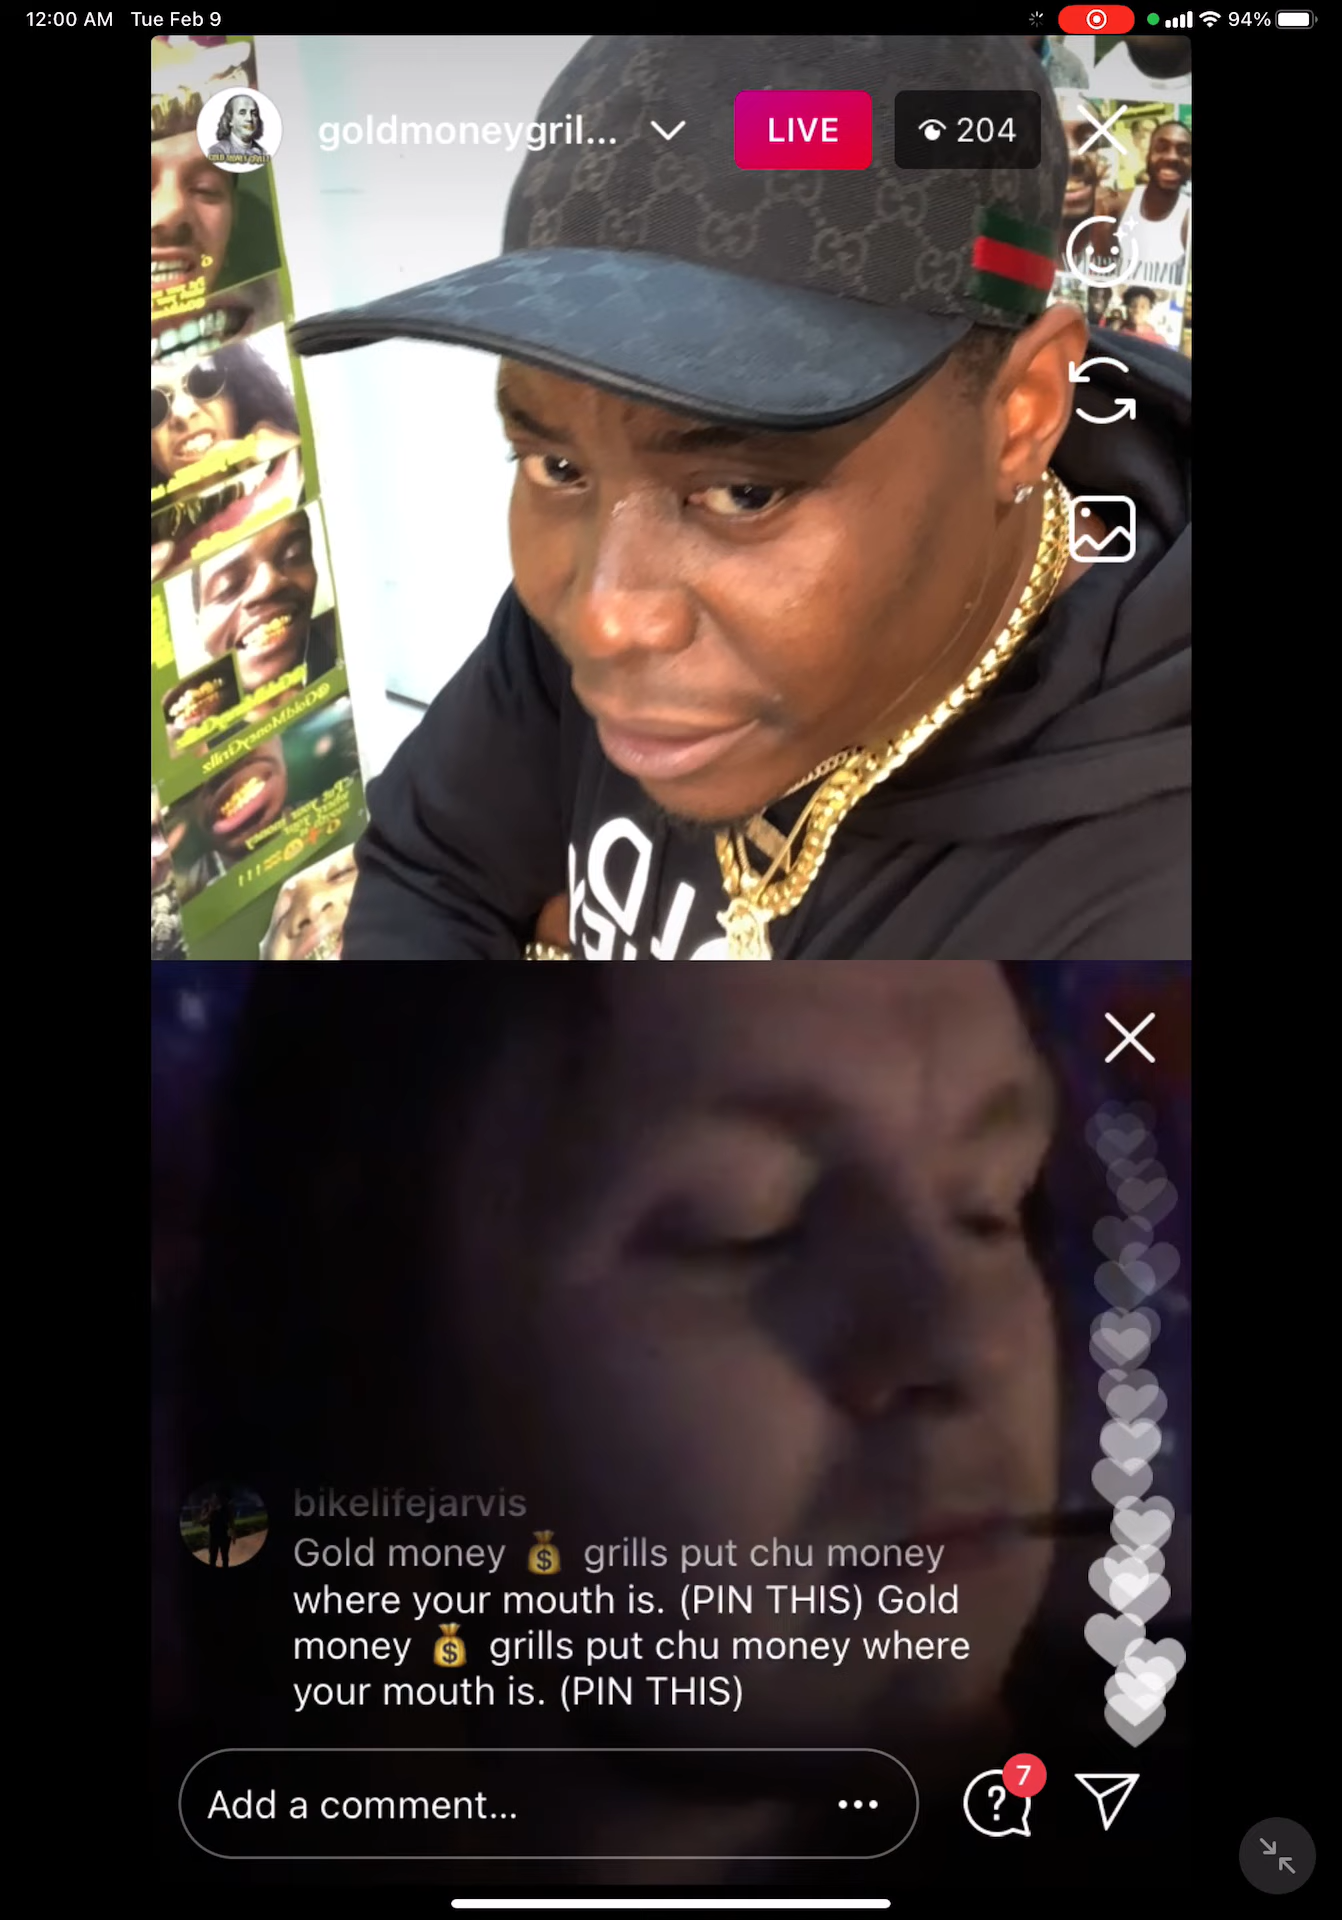 12:00 AM Tue Feb 9
94%
goldmoneygril...
LIVE
204
bikelifejarvis
Gold money 💰 grills put chu money
where your mouth is. (PIN THIS) Gold
money 💰 grills put chu money where
your mouth is. (PIN THIS)
Add a comment...
7